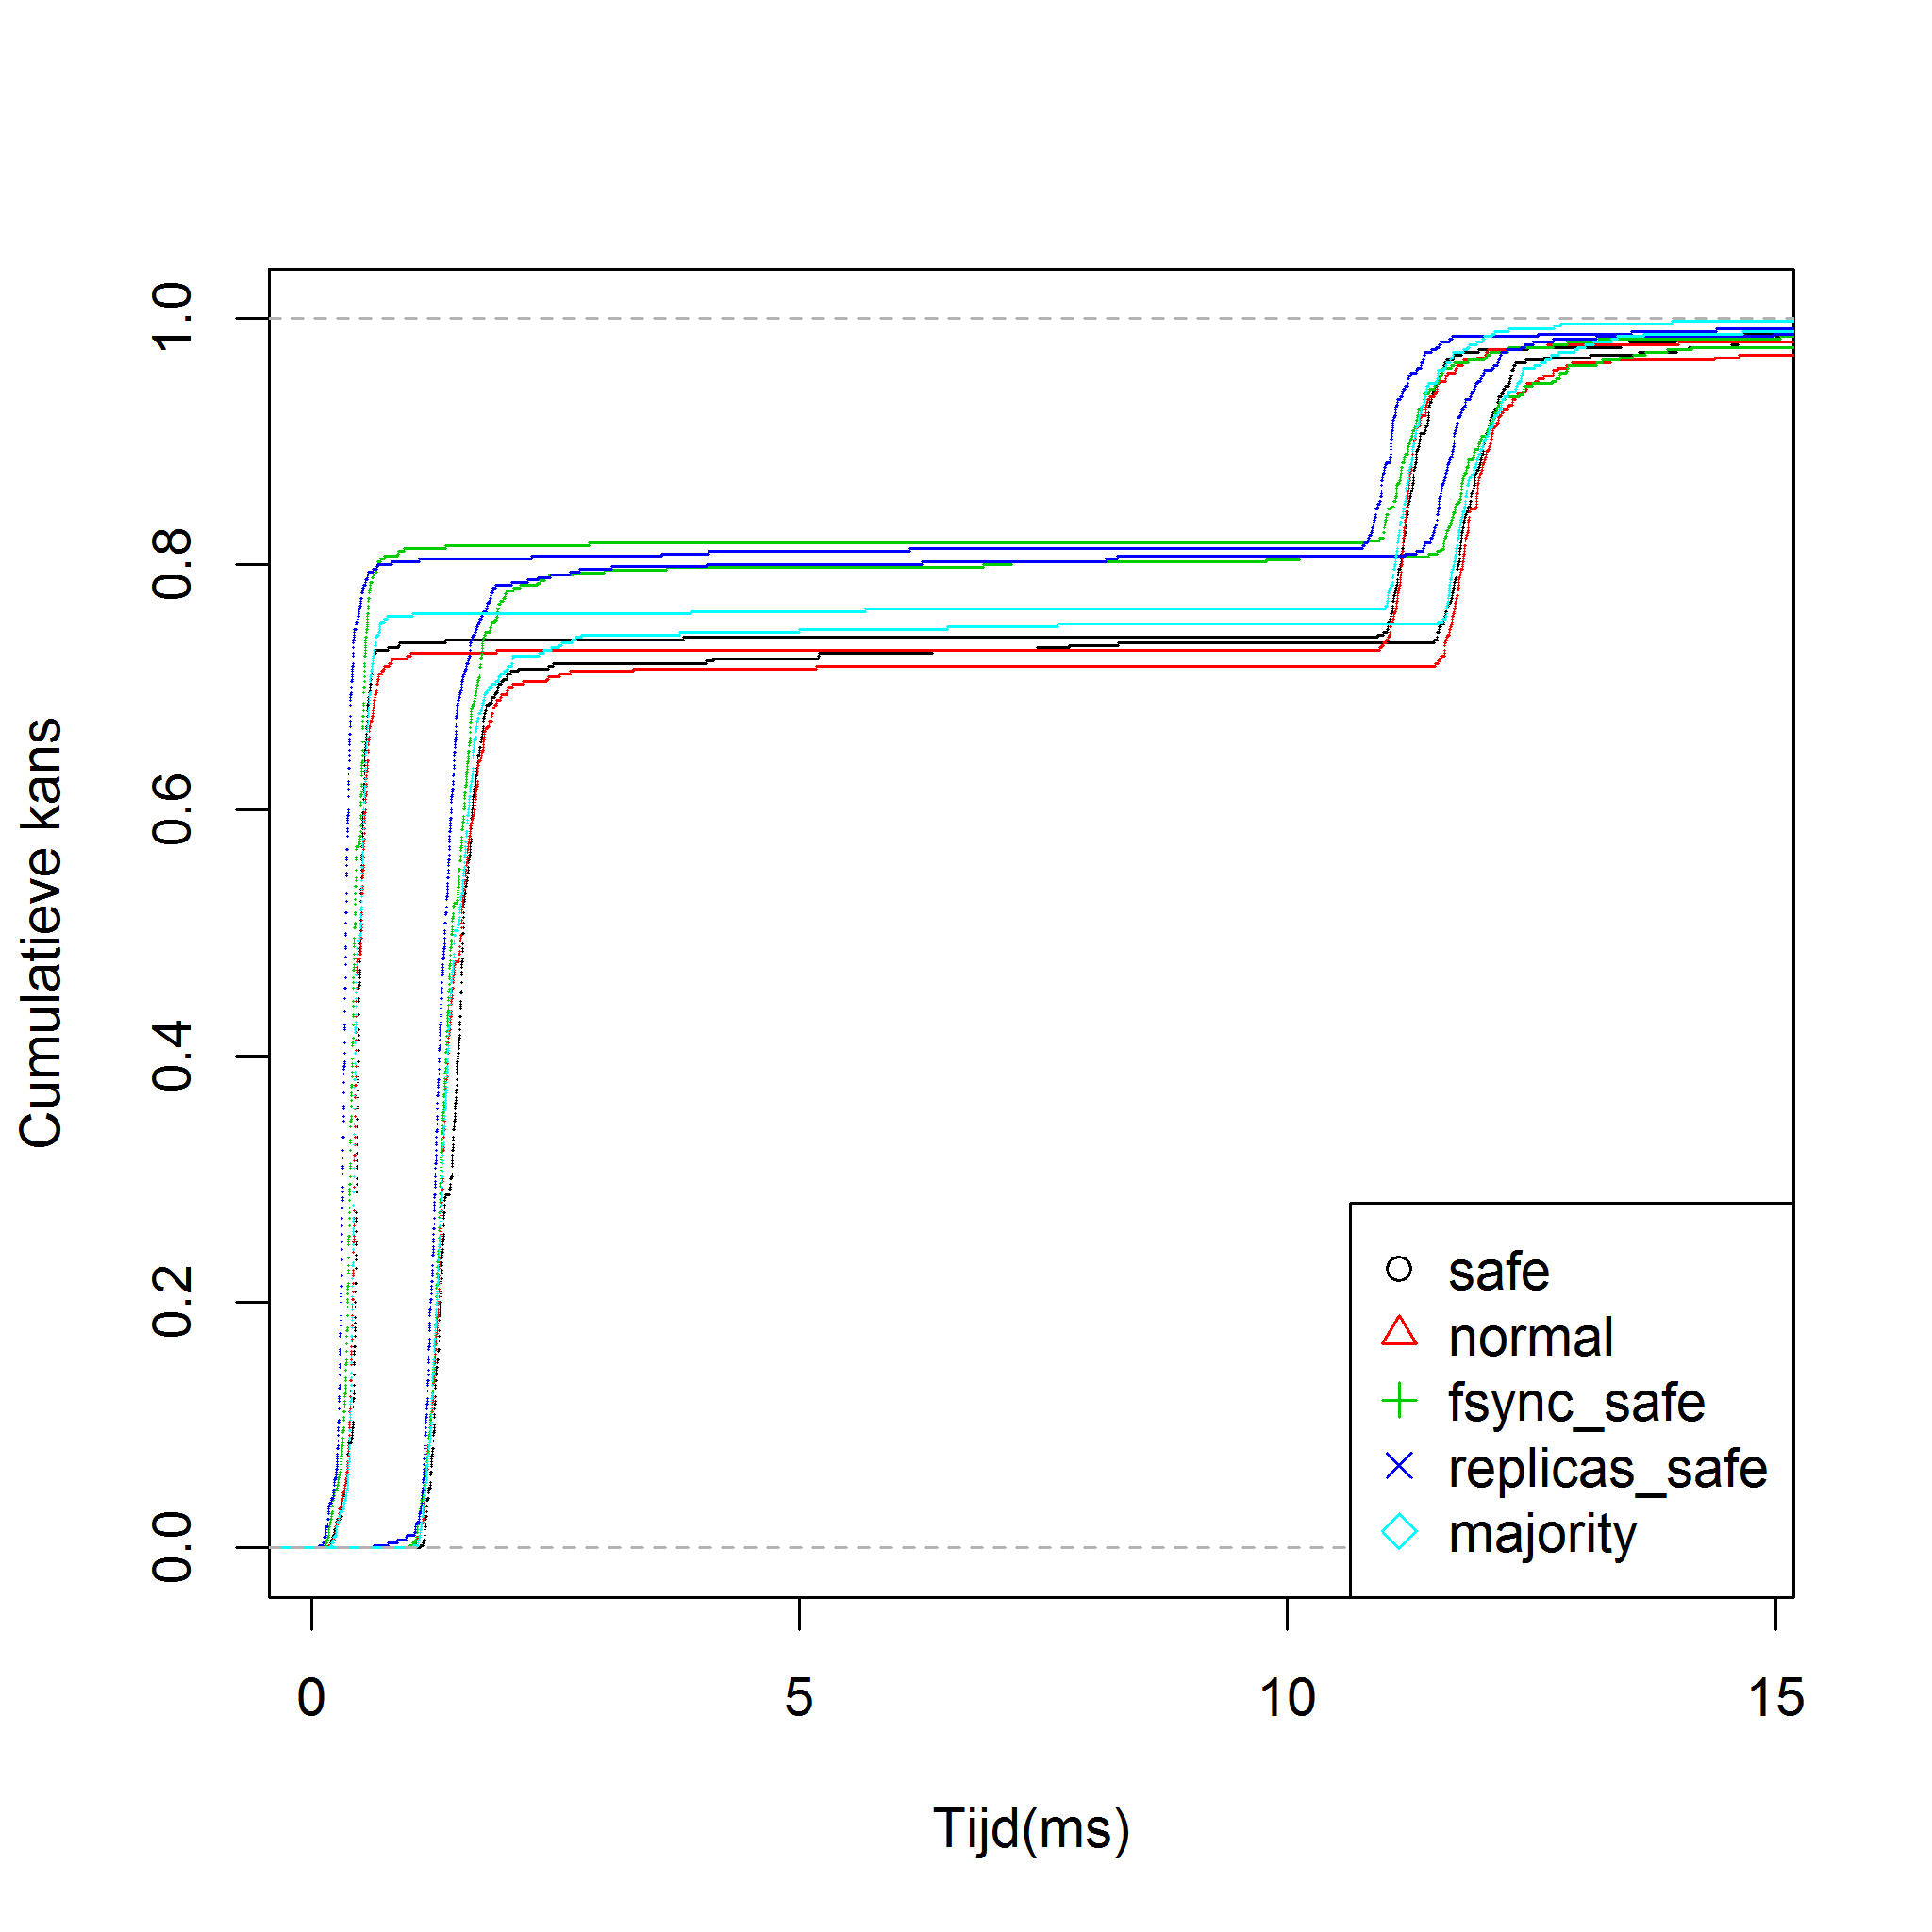 Cumulatieve kans
1.0
0.8
0.6
0.4
0.2
0.0
safe
normal
fsync_safe
replicas_safe
majority
0 5 10 15
Tijd(ms)